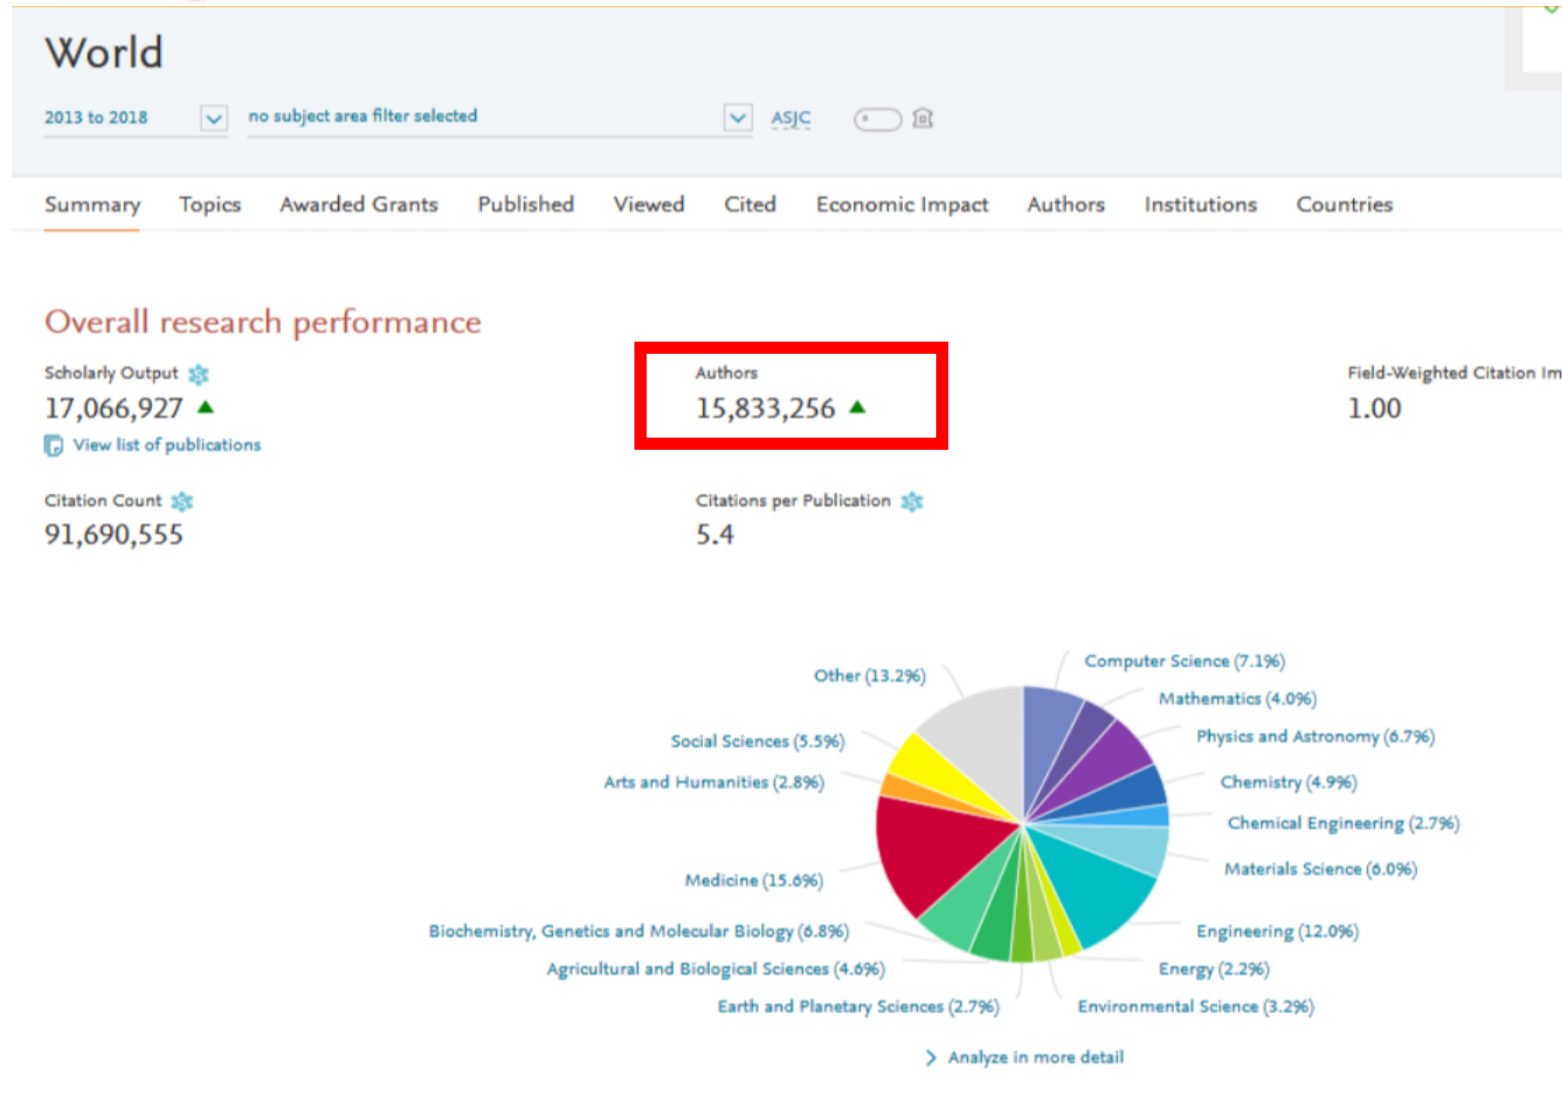 World
2013 to 2018 no subject area filter selected ASJC
Summary Topics Awarded Grants Published Viewed Cited Economic Impact Authors Institutions Countries
Overall research performance
Scholarly Output Authors Field-Weighted Citation Im
17,066,927 15,833,256 1.00
View list of publications
Citation Count Citations per Publication
91,690,555 5.4
Computer Science (7.1%)
Other (13.2%)
Mathematics (4.0%)
Physics and Astronomy (6.7%)
Social Sciences (5.5%)
Arts and Humanities (2.8%) Chemistry (4.9%)
Chemical Engineering (2.7%)
Materials Science (6.0%)
Medicine (15.6%)
Biochemistry, Genetics and Molecular Biology (6.8%) Engineering (12.0%)
Agricultural and Biological Sciences (4.6%) Energy (2.2%)
Earth and Planetary Sciences (2.7%) Environmental Science (3.2%)
Analyze in more detail